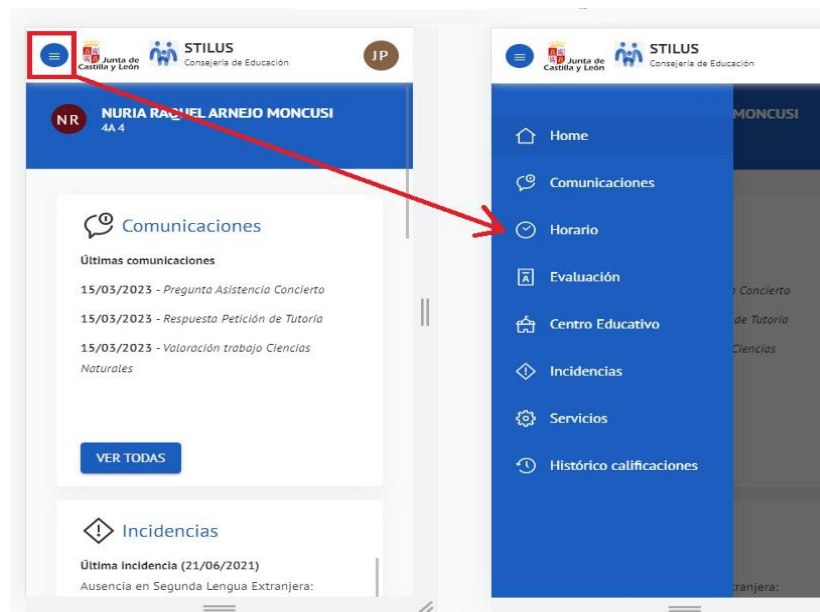 Junta de
Castilla y León
STILUS
Consejería de Educación
JP
NR
NURIA RAQUEL ARNEJO MONCUSI
4A 4
Comunicaciones
Últimas comunicaciones
15/03/2023 - Pregunta Asistencia Concierto
15/03/2023 - Respuesta Petición de Tutoría
15/03/2023 - Valoración trabajo Ciencias
Naturales
VER TODAS
Incidencias
Última incidencia (21/06/2021)
Ausencia en Segunda Lengua Extranjera:
Junta de
Castilla y León
STILUS
Consejería de Educación
MONCUSI
Home
Comunicaciones
Horario
Evaluación
Centro Educativo
Incidencias
Servicios
Histórico calificaciones
Concierto
de Tutoría
Ciencias
tranjera: